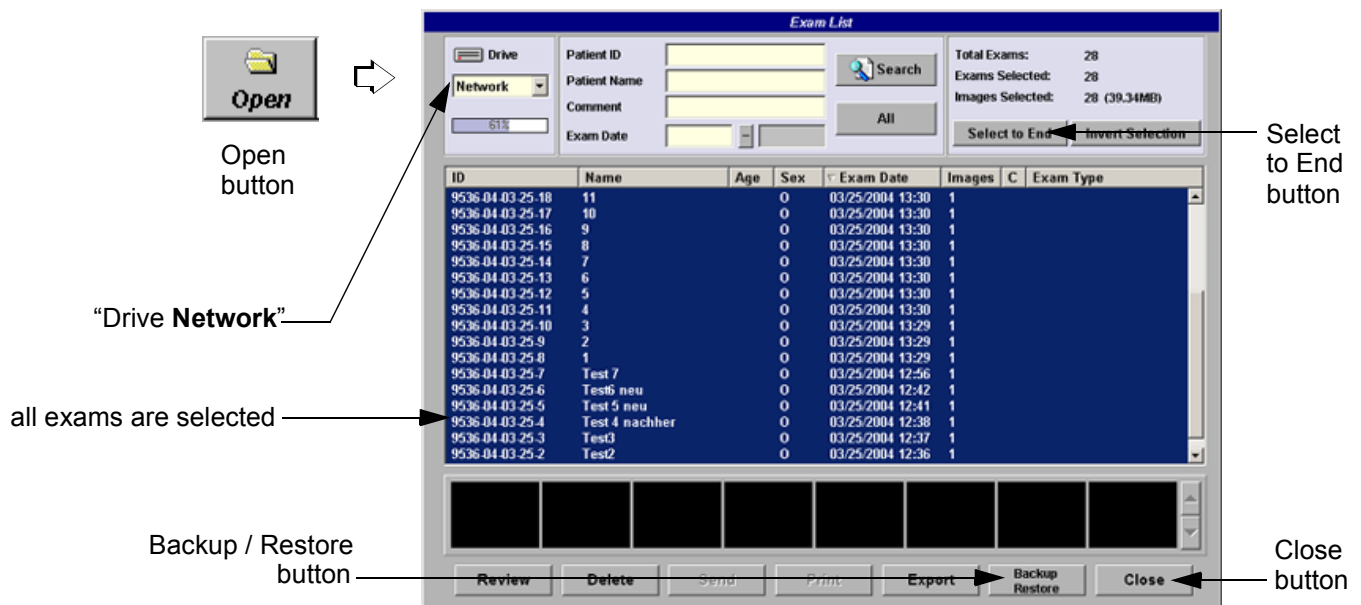 Exam List
Open
Open
button
Drive
Network
61%
Patient ID
Patient Name
Comment
Exam Date
Search
All
Total Exams: 28
Exams Selected: 28
Images Selected: 28 (39.34MB)
Select to End Invert Selection
Select
to End
button
ID Name Age Sex Exam Date Images C Exam Type
9536-04-03-25-18 11 O 03/25/2004 13:30 1
9536-04-03-25-17 10 O 03/25/2004 13:30 1
9536-04-03-25-16 9 O 03/25/2004 13:30 1
9536-04-03-25-15 8 O 03/25/2004 13:30 1
9536-04-03-25-14 7 O 03/25/2004 13:30 1
9536-04-03-25-13 6 O 03/25/2004 13:30 1
9536-04-03-25-12 5 O 03/25/2004 13:30 1
9536-04-03-25-11 4 O 03/25/2004 13:30 1
9536-04-03-25-10 3 O 03/25/2004 13:29 1
9536-04-03-25-9 2 O 03/25/2004 13:29 1
9536-04-03-25-8 1 O 03/25/2004 13:29 1
9536-04-03-25-7 Test 7 O 03/25/2004 12:56 1
9536-04-03-25-6 Test6 neu O 03/25/2004 12:42 1
9536-04-03-25-5 Test 5 neu O 03/25/2004 12:41 1
9536-04-03-25-4 Test 4 nachher O 03/25/2004 12:38 1
9536-04-03-25-3 Test3 O 03/25/2004 12:37 1
9536-04-03-25-2 Test2 O 03/25/2004 12:36 1
“Drive Network”
all exams are selected
Backup / Restore
button
Review Delete Send Print Export Backup Restore Close
Close
button